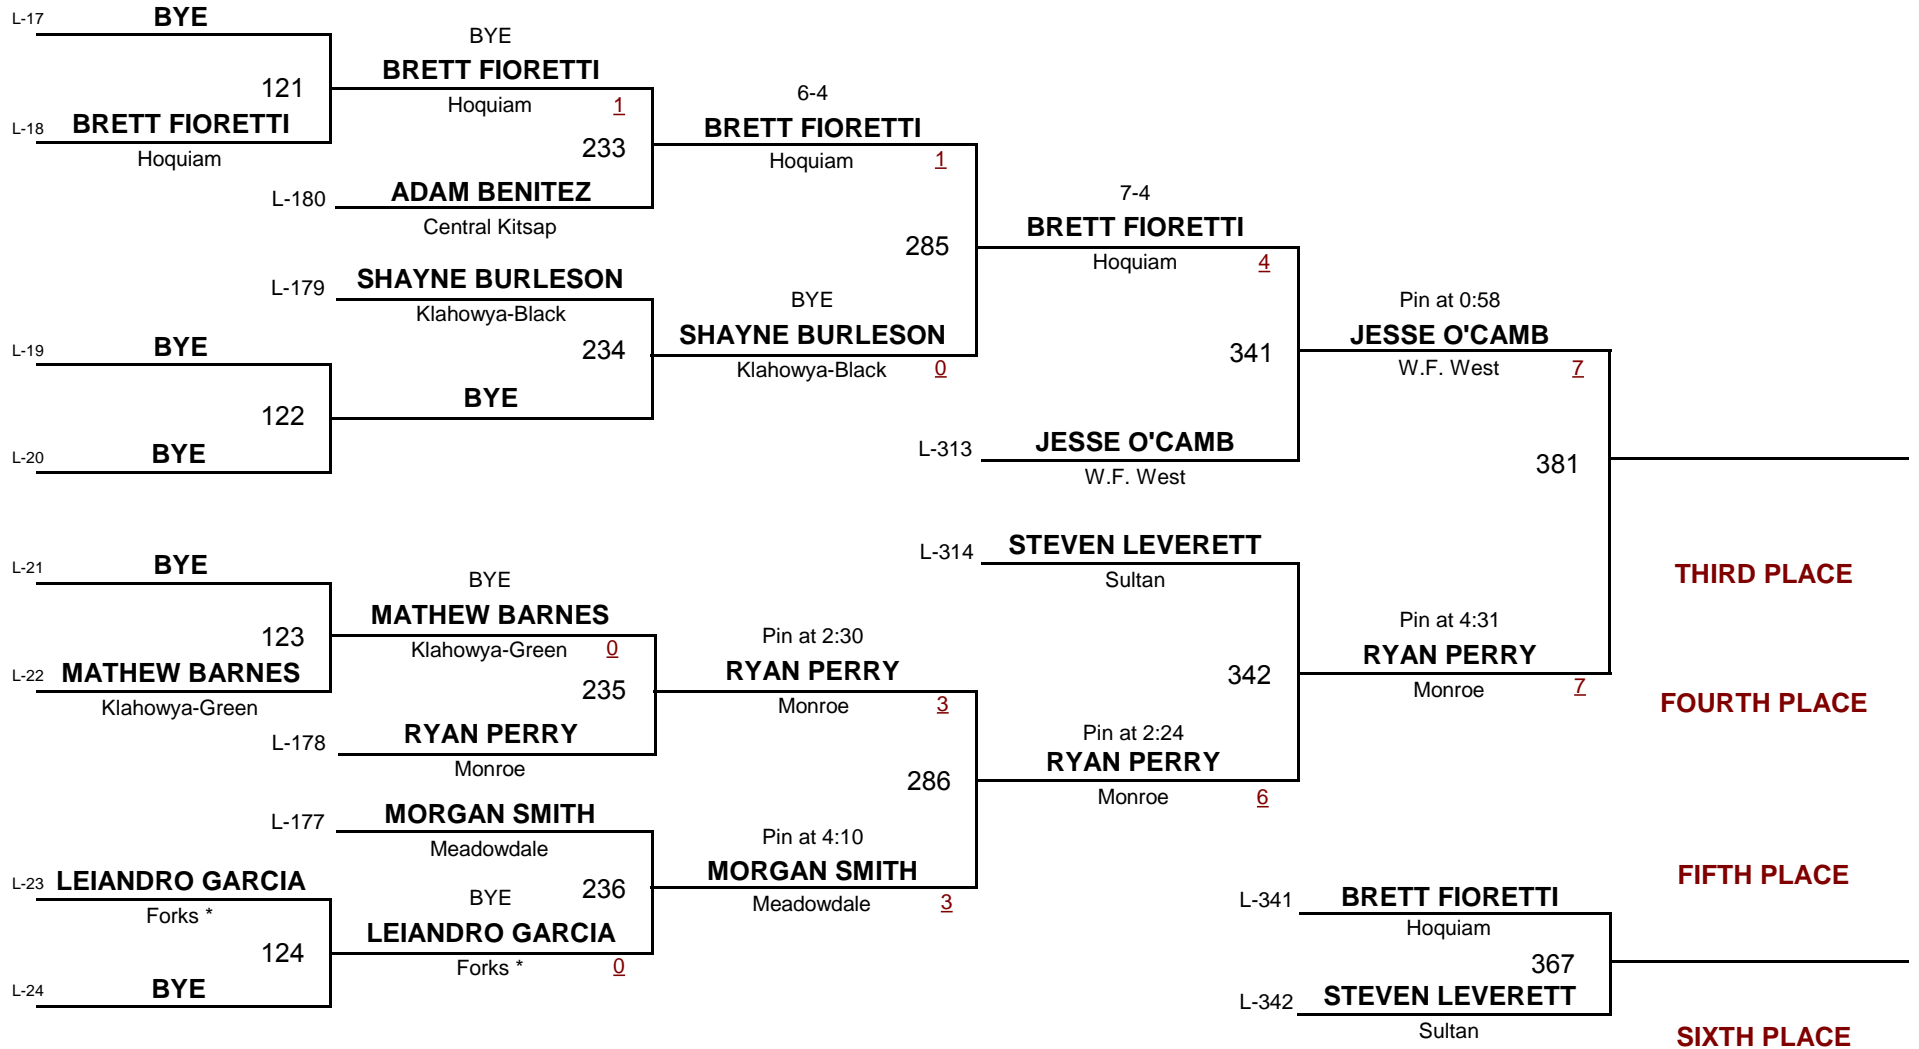 L-17 BYE
BYE
121
BRETT FIORETTI
Hoquiam 1
L-18 BRETT FIORETTI
Hoquiam
233
6-4
BRETT FIORETTI
Hoquiam 1
L-180 ADAM BENITEZ
Central Kitsap
285
7-4
BRETT FIORETTI
Hoquiam 4
L-179 SHAYNE BURLESON
Klahowya-Black
234
BYE
SHAYNE BURLESON
Klahowya-Black 0
L-19 BYE
122
BYE
L-20 BYE
341
Pin at 0:58
JESSE O'CAMB
W.F. West 7
L-313 JESSE O'CAMB
W.F. West
381
L-314 STEVEN LEVERETT
Sultan
THIRD PLACE
L-21 BYE
BYE
123
MATHEW BARNES
Klahowya-Green 0
L-22 MATHEW BARNES
Klahowya-Green
235
Pin at 2:30
RYAN PERRY
Monroe 3
342
Pin at 4:31
RYAN PERRY
Monroe 7
FOURTH PLACE
L-178 RYAN PERRY
Monroe
286
Pin at 2:24
RYAN PERRY
Monroe 6
L-177 MORGAN SMITH
Meadowdale
236
Pin at 4:10
MORGAN SMITH
Meadowdale 3
L-23 LEIANDRO GARCIA
Forks *
BYE
124
LEIANDRO GARCIA
Forks * 0
L-24 BYE
FIFTH PLACE
L-341 BRETT FIORETTI
Hoquiam
367
L-342 STEVEN LEVERETT
Sultan
SIXTH PLACE